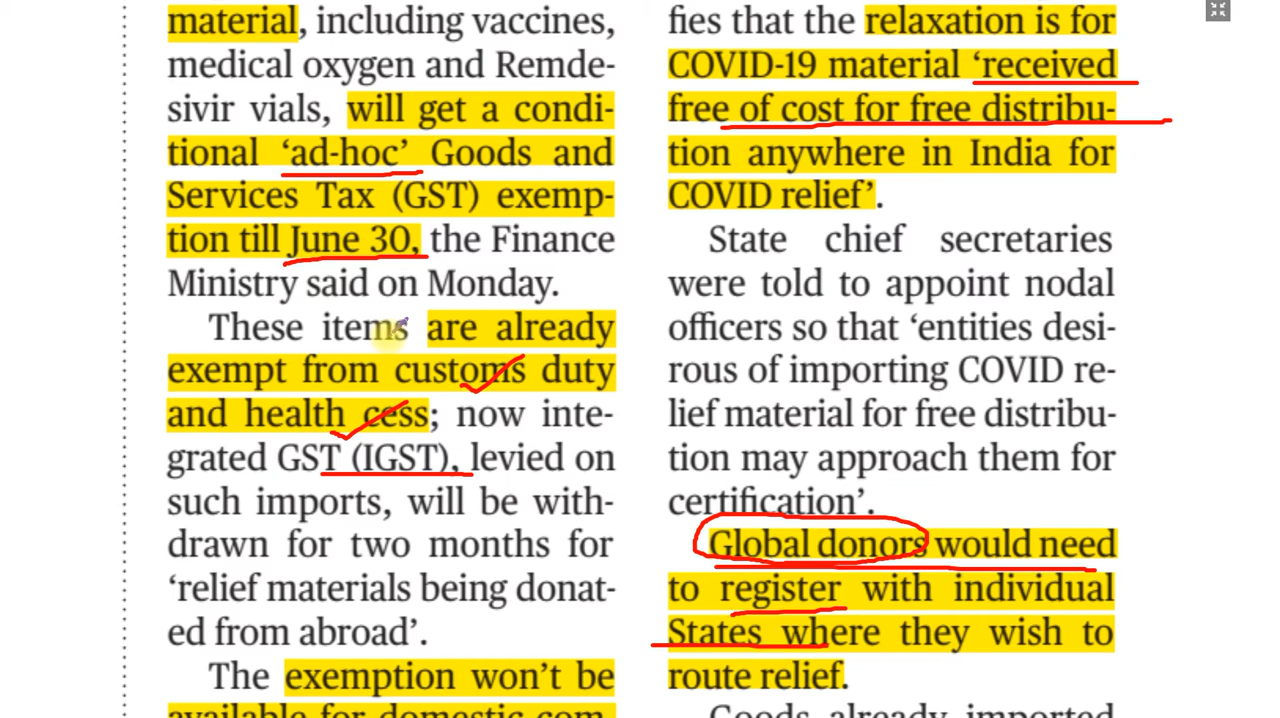 material, including vaccines,
medical oxygen and Remde-
sivir vials, will get a condi-
tional ‘ad-hoc’ Goods and
Services Tax (GST) exemp-
tion till June 30, the Finance
Ministry said on Monday.
These items are already
exempt from customs duty
and health cess; now inte-
grated GST (IGST), levied on
such imports, will be with-
drawn for two months for
‘relief materials being donat-
ed from abroad’.
The exemption won’t be
available for domestic com-
fies that the relaxation is for
COVID-19 material ‘received
free of cost for free distribu-
tion anywhere in India for
COVID relief’.
State chief secretaries
were told to appoint nodal
officers so that ‘entities desi-
rous of importing COVID re-
lief material for free distribu-
tion may approach them for
certification’.
Global donors would need
to register with individual
States where they wish to
route relief.
Goods already imported